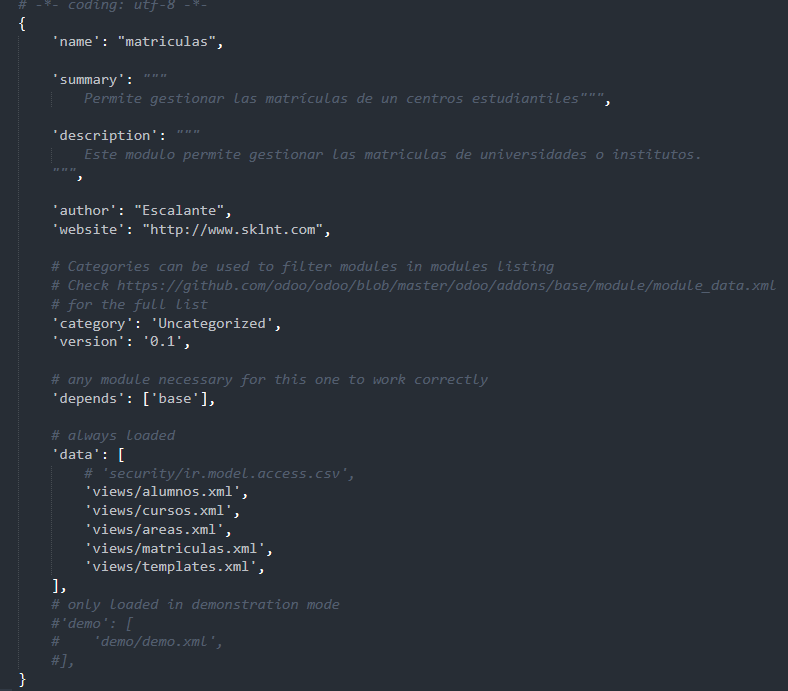 # -*- coding: utf-8 -*-
{
'name': "matriculas",
'summary': """
Permite gestionar las matrículas de un centros estudiantiles""",
'description': """
Este modulo permite gestionar las matriculas de universidades o institutos.
""",
'author': "Escalante",
'website': "http://www.sklnt.com",
# Categories can be used to filter modules in modules listing
# Check https://github.com/odoo/odoo/blob/master/odoo/addons/base/module/module_data.xml
# for the full list
'category': 'Uncategorized',
'version': '0.1',
# any module necessary for this one to work correctly
'depends': ['base'],
# always loaded
'data': [
# 'security/ir.model.access.csv',
'views/alumnos.xml',
'views/cursos.xml',
'views/areas.xml',
'views/matriculas.xml',
'views/templates.xml',
],
# only loaded in demonstration mode
#'demo': [
#    'demo/demo.xml',
#],
}